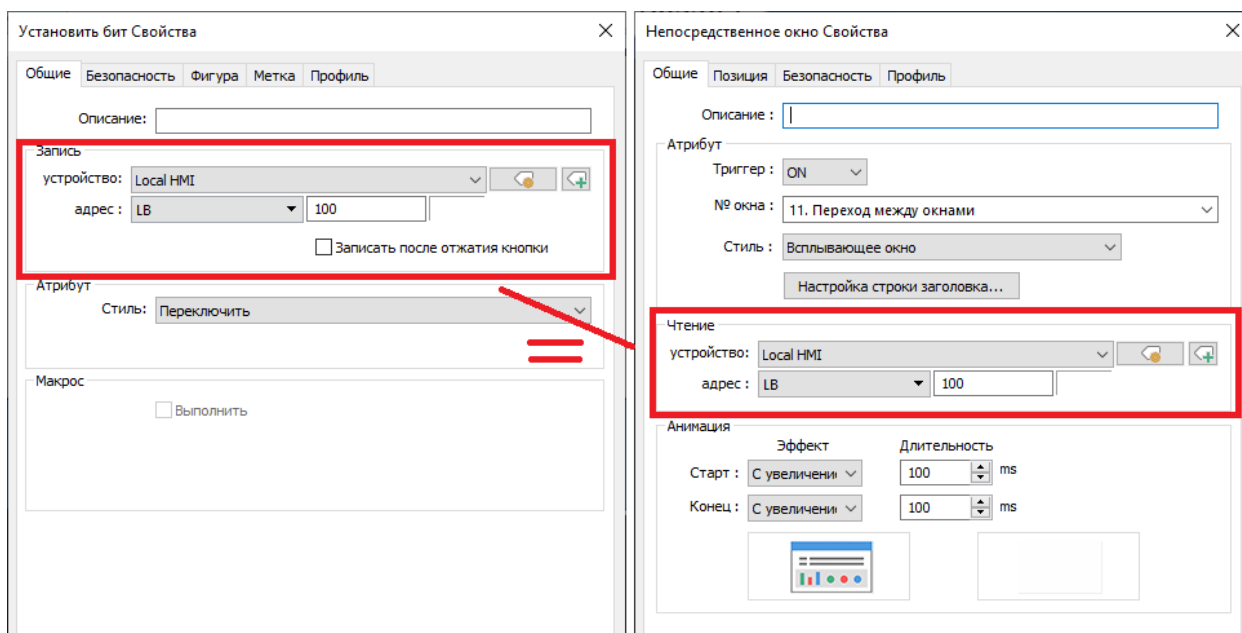 Установить бит Свойства
Общие Безопасность Фигура Метка Профиль
Описание:
Запись
устройство: Local HMI
адрес : LB 100
Записать после отжатия кнопки
Атрибут
Стиль: Переключить
Макрос
Выполнить
Непосредственное окно Свойства
Общие Позиция Безопасность Профиль
Описание :
Атрибут
Триггер : ON
№ окна : 11. Переход между окнами
Стиль : Всплывающее окно
Настройка строки заголовка...
Чтение
устройство: Local HMI
адрес : LB 100
Анимация
Эффект Длительность
Старт : С увеличени 100 ms
Конец : С увеличение 100 ms